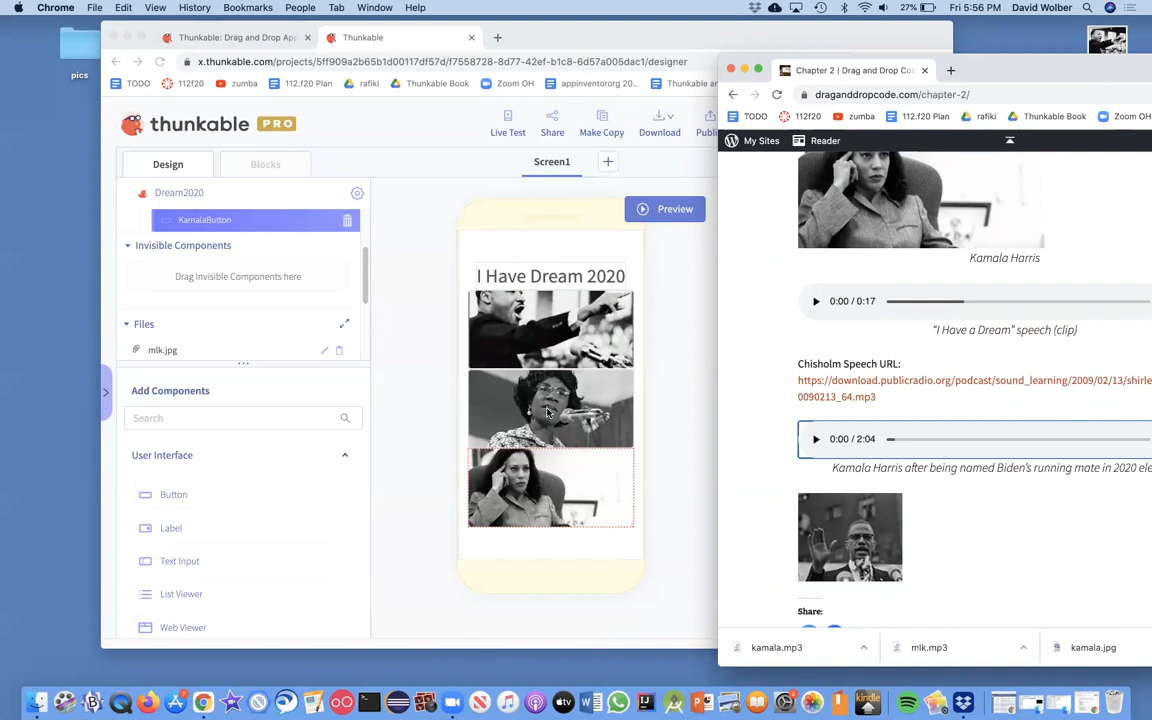 Chrome File Edit View History Bookmarks People Tab Window Help 27% Fri 5:56 PM David Wolber
pics
Thunkable: Drag and Drop App
Thunkable
x.thunkable.com/projects/5ff909a2b65b1d00117df57d/f7558728-8d77-42ef-b1c8-6d57a005dac1/designer
TODO 112f20 zumba 112.f20 Plan rafiki Thunkable Book Zoom OH appinventororg 20... Thunkable an
thunkable PRO
Live Test Share Make Copy Download Publi
Design Blocks
Screen1
Dream2020
KamalaButton
Invisible Components
Drag Invisible Components here
Files
mlk.jpg
Add Components
Search
User Interface
Button
Label
Text Input
List Viewer
Web Viewer
Preview
I Have Dream 2020
Chapter 2 | Drag and Drop Co
draganddropcode.com/chapter-2/
TODO 112f20 zumba 112.f20 Plan rafiki Thunkable Book Zoom OH
My Sites Reader
Kamala Harris
0:00 / 0:17
“I Have a Dream” speech (clip)
Chisholm Speech URL:
https://download.publicradio.org/podcast/sound_learning/2009/02/13/shirle
0090213_64.mp3
0:00 / 2:04
Kamala Harris after being named Biden's running mate in 2020 ele
Share:
kamala.mp3 mlk.mp3 kamala.jpg
kindle